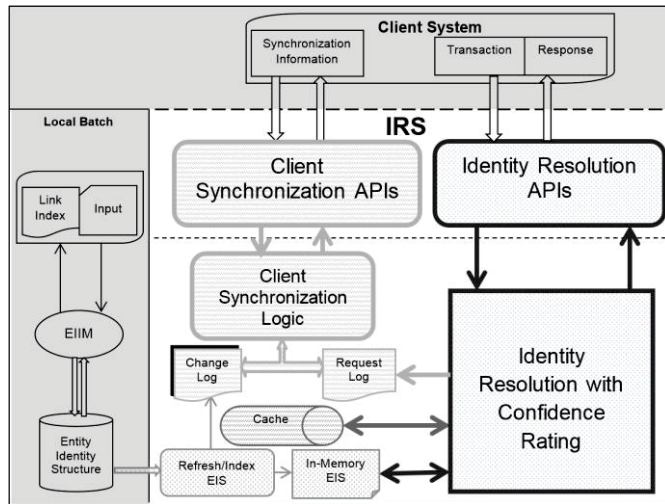 Client System
Synchronization
Information
Transaction
Response
Local Batch
IRS
Client
Synchronization APIs
Identity Resolution
APIs
Link
Index
Input
Client
Synchronization
Logic
EIIM
Change
Log
Request
Log
Identity
Resolution with
Confidence
Rating
Cache
Entity
Identity
Structure
Refresh/Index
EIS
In-Memory
EIS